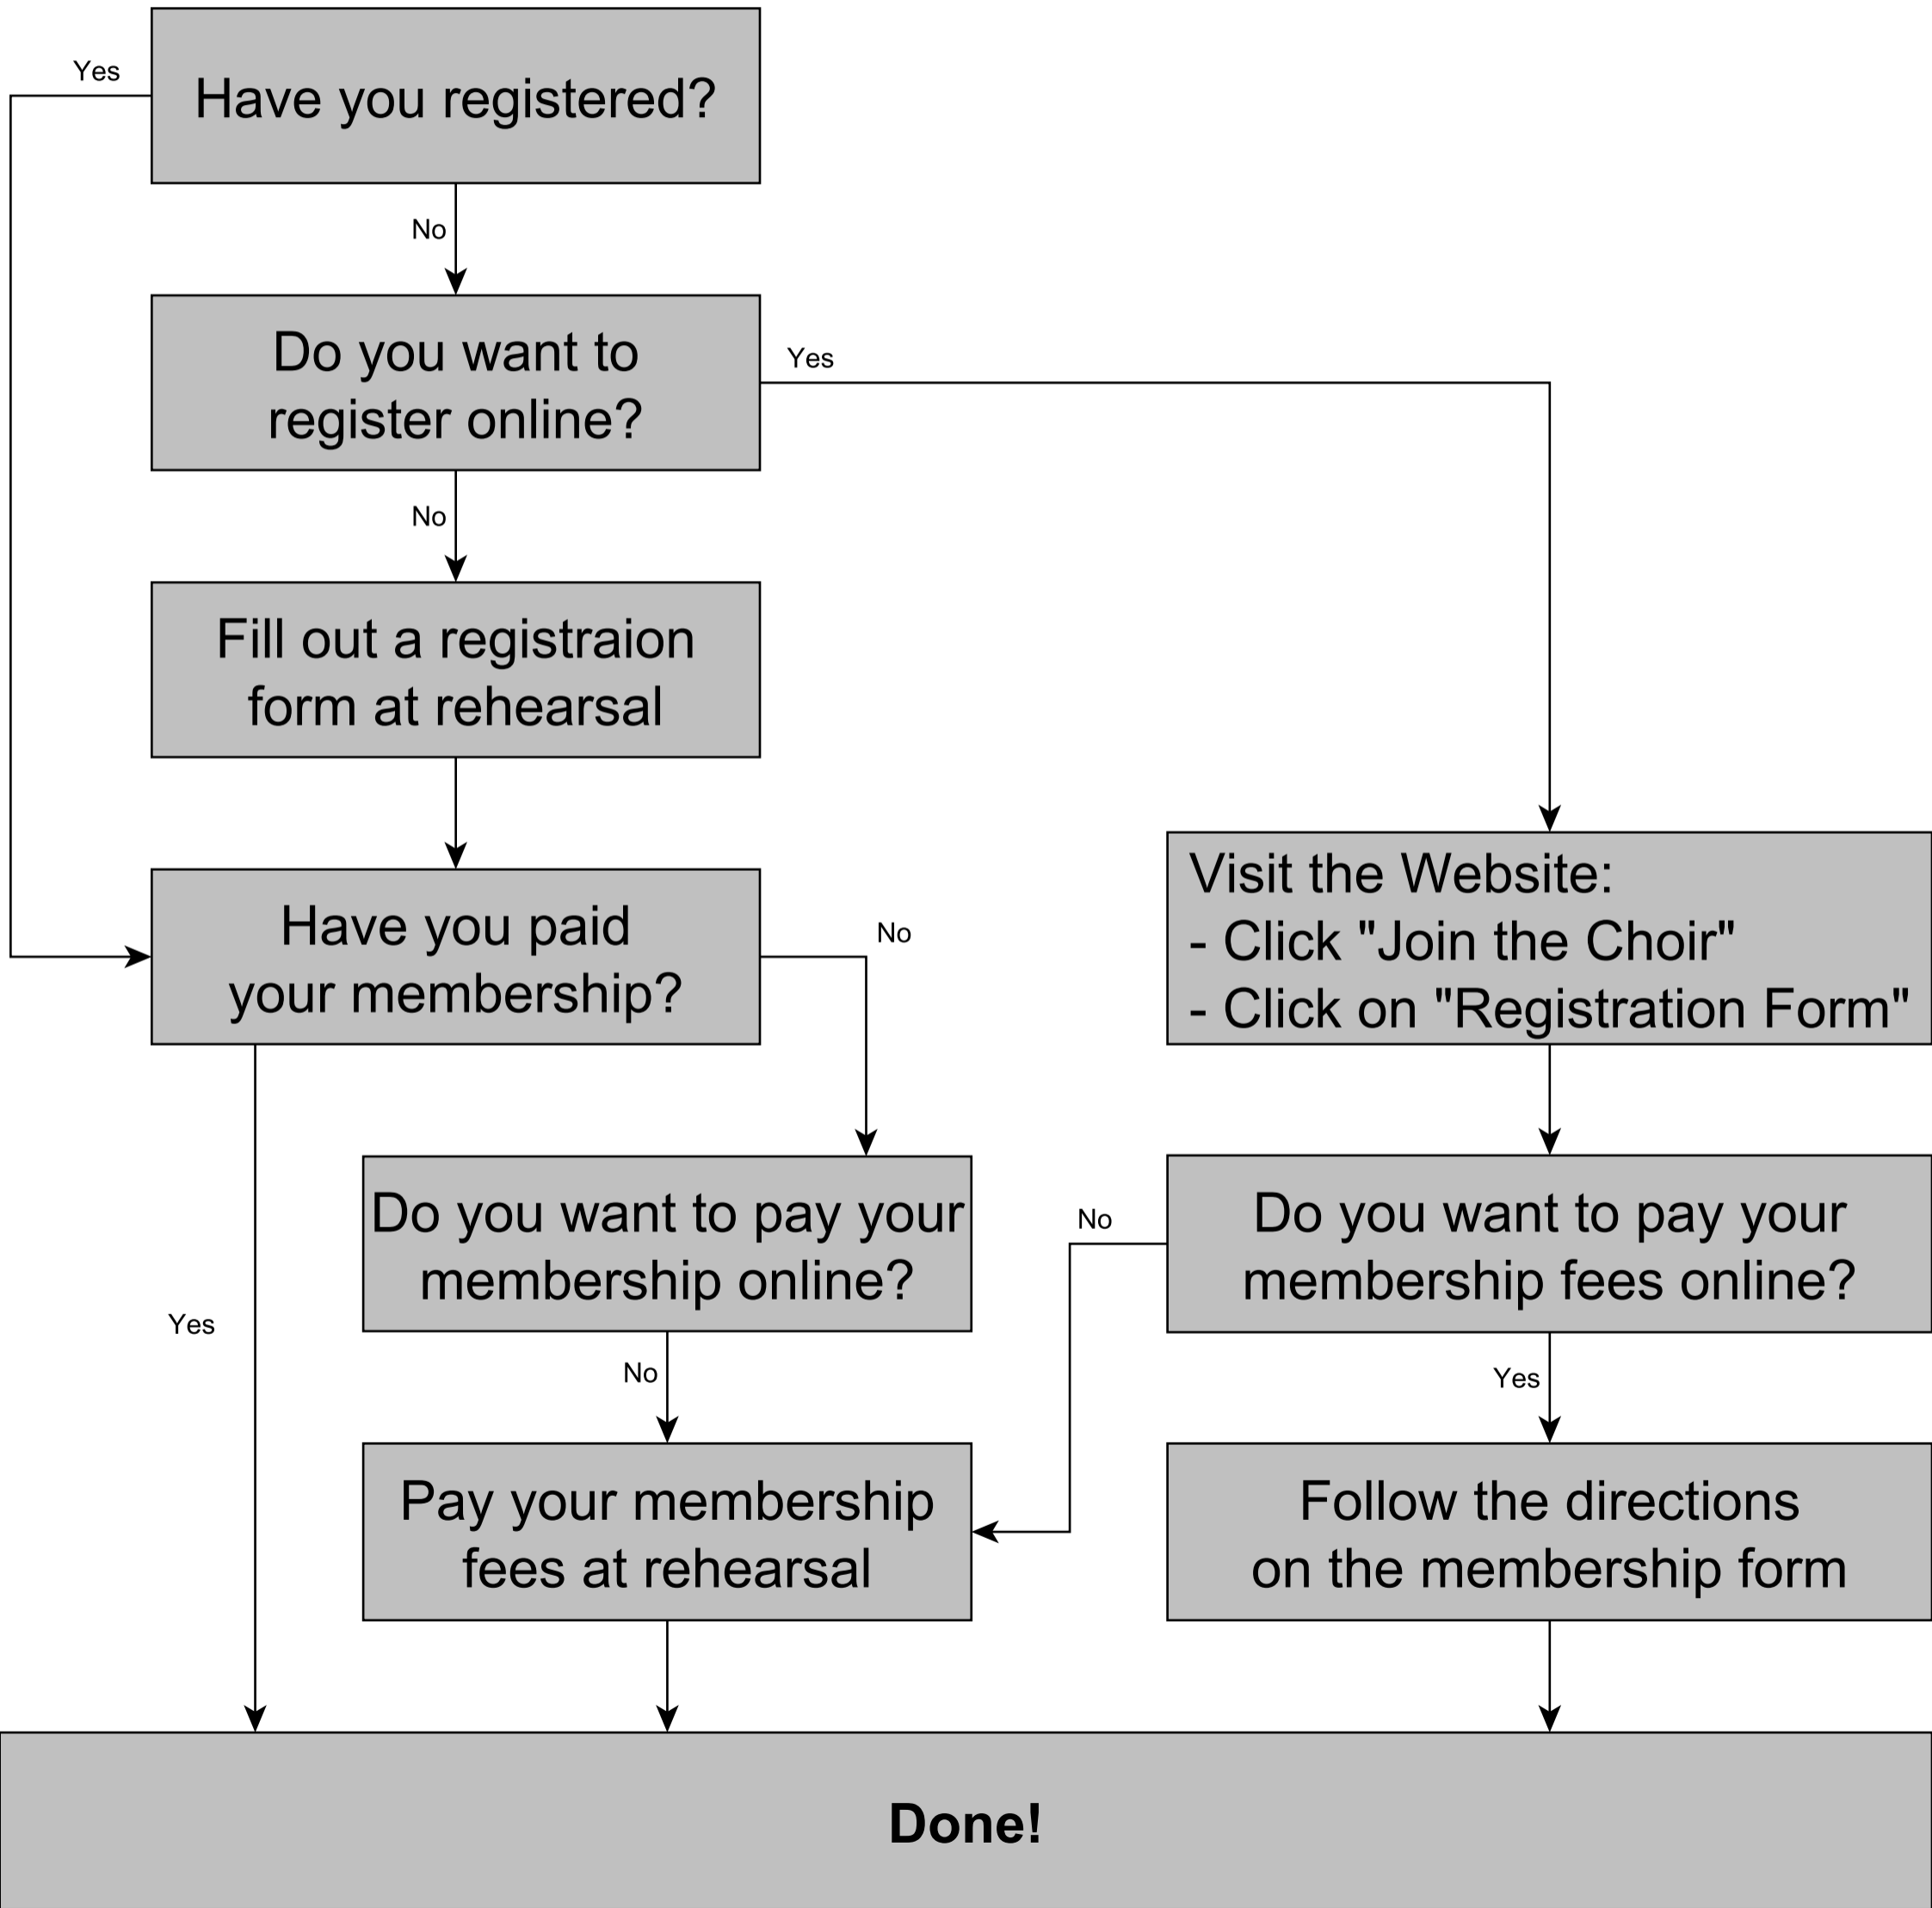 Yes
Have you registered?
No
Do you want to
register online?
Yes
No
Fill out a registraion
form at rehearsal
Have you paid
your membership?
No
Visit the Website:
- Click "Join the Choir"
- Click on "Registration Form"
Do you want to pay your
membership online?
No
Do you want to pay your
membership fees online?
Yes
No
Yes
Pay your membership
fees at rehearsal
Follow the directions
on the membership form
Done!